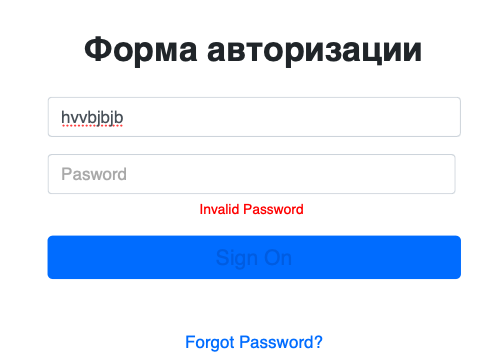 Форма авторизации
hvvbjbjb
Pasword
Invalid Password
Sign On
Forgot Password?